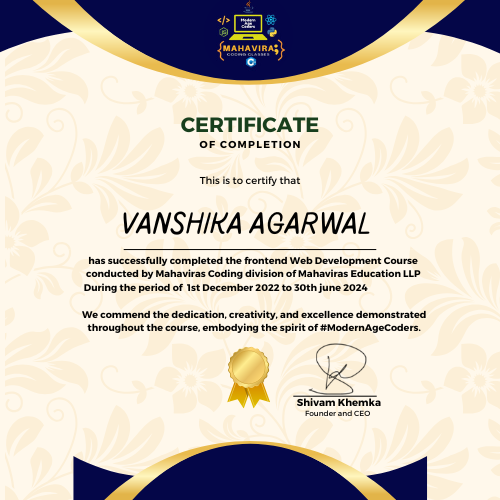 </>
Modern
Age
Coders
{MAHAVIRA;}
CODING CLASSES
CERTIFICATE
OF COMPLETION
This is to certify that
VANSHIKA AGARWAL
has successfully completed the frontend Web Development Course
conducted by Mahaviras Coding division of Mahaviras Education LLP
During the period of 1st December 2022 to 30th june 2024
We commend the dedication, creativity, and excellence demonstrated
throughout the course, embodying the spirit of #ModernAgeCoders.
Shivam Khemka
Founder and CEO